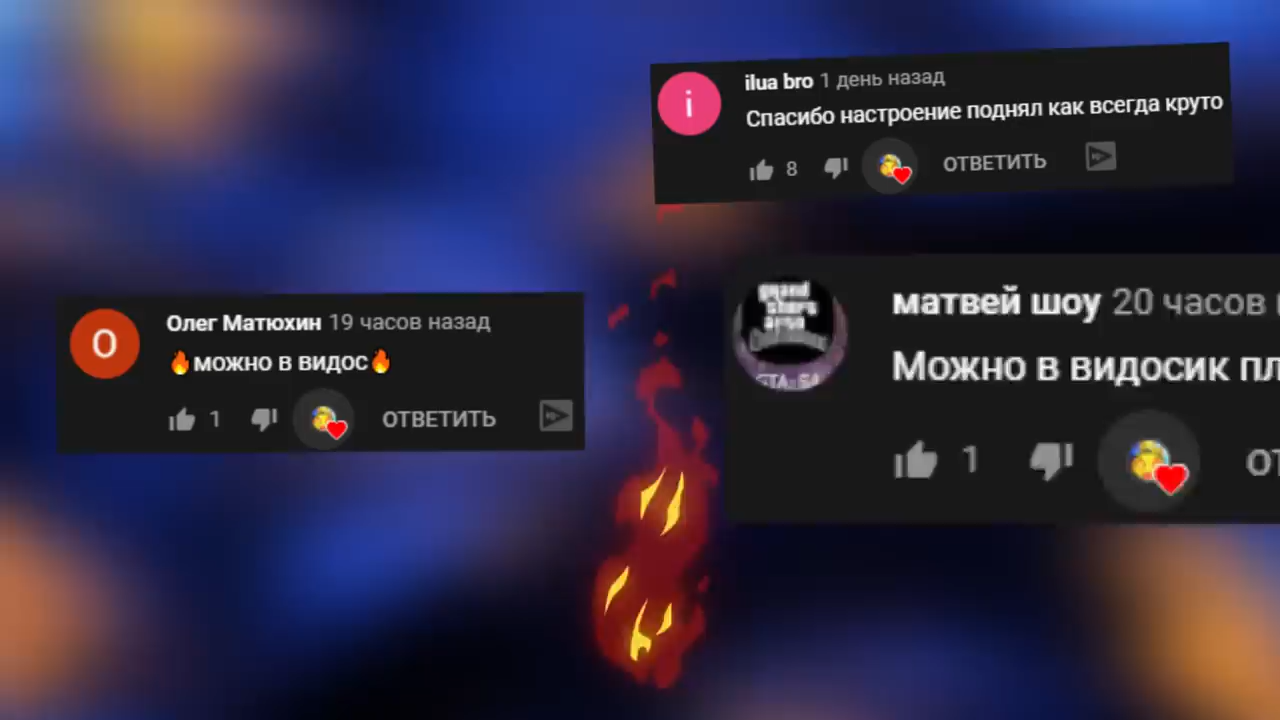 ilua bro 1 день назад
Спасибо настроение поднял как всегда круто
8 ОТВЕТИТЬ
О
Олег Матюхин 19 часов назад
🔥можно в видос🔥
1 ОТВЕТИТЬ
матвей шоу 20 часов
Можно в видосик
1
i